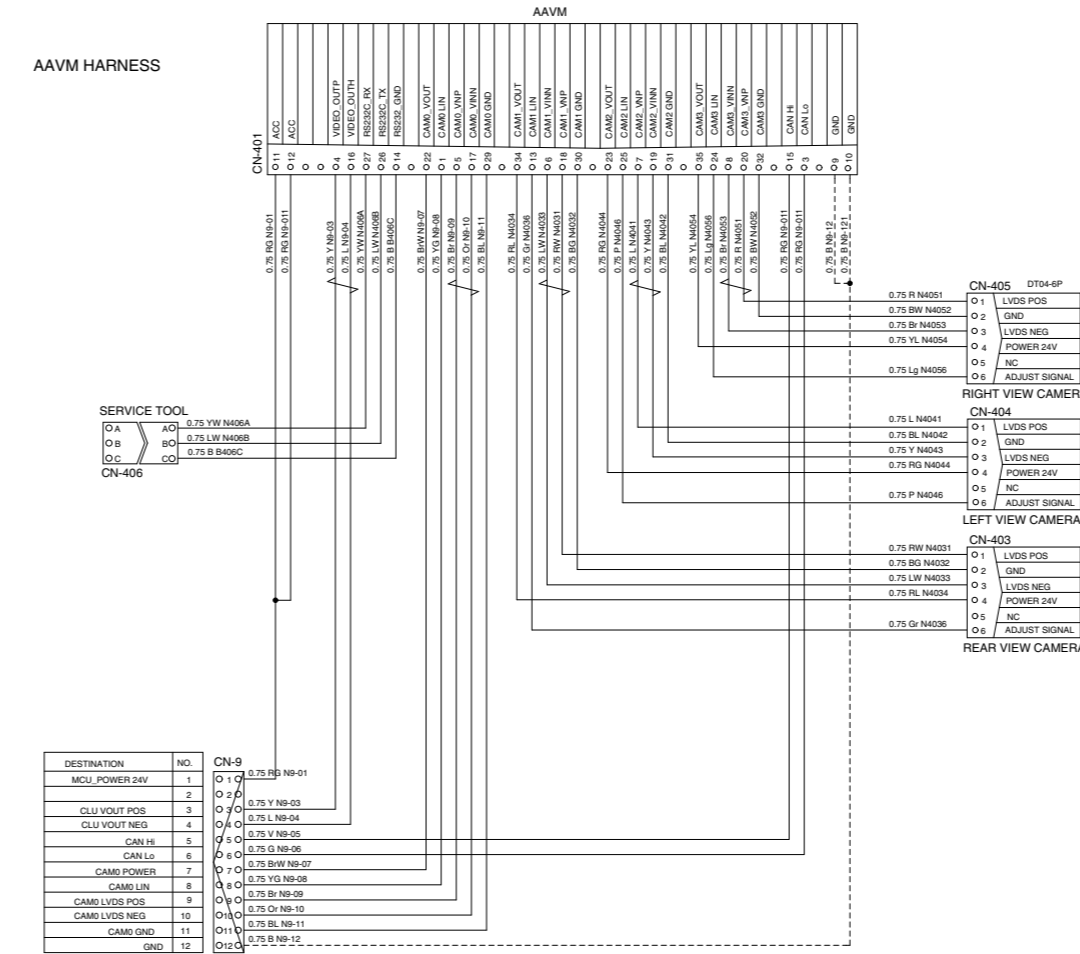 AAVM
AAVM HARNESS
CN-401
ACC
ACC
VIDEO_OUTP
VIDEO_OUTH
RS232C_RX
RS232C_TX
RS232_GND
CAM0_VOUT
CAM0 LIN
CAM0_VNP
CAM0_VINN
CAM0 GND
CAM1_VOUT
CAM1 LIN
CAM1_VINN
CAM1_VNP
CAM1 GND
CAM2_VOUT
CAM2 LIN
CAM2_VNP
CAM2_VINN
CAM2 GND
CAM3_VOUT
CAM3 LIN
CAM3_VINN
CAM3_VNP
CAM3 GND
CAN Hi
CAN Lo
GND
GND
11 12 4 16 27 26 14 22 1 5 17 29 34 13 6 18 30 23 25 7 19 31 35 24 8 20 32 15 3 9 10
0.75 RG N9-01
0.75 RG N9-011
0.75 Y N9-03
0.75 L N9-04
0.75 YW N406A
0.75 LW N406B
0.75 B B406C
0.75 BrW N9-07
0.75 YG N9-08
0.75 Br N9-09
0.75 Or N9-10
0.75 BL N9-11
0.75 RL N4034
0.75 Gr N4036
0.75 LW N4033
0.75 RW N4031
0.75 BG N4032
0.75 RG N4044
0.75 P N4046
0.75 L N4041
0.75 Y N4043
0.75 BL N4042
0.75 YL N4054
0.75 Lg N4056
0.75 Br N4053
0.75 R N4051
0.75 BW N4052
0.75 RG N9-011
0.75 RG N9-011
0.75 B N9-12
0.75 B N9-121
CN-405 DT04-6P
0.75 R N4051 1 LVDS POS
0.75 BW N4052 2 GND
0.75 Br N4053 3 LVDS NEG
0.75 YL N4054 4 POWER 24V
5 NC
0.75 Lg N4056 6 ADJUST SIGNAL
RIGHT VIEW CAMER
CN-404
0.75 L N4041 1 LVDS POS
0.75 BL N4042 2 GND
0.75 Y N4043 3 LVDS NEG
0.75 RG N4044 4 POWER 24V
5 NC
0.75 P N4046 6 ADJUST SIGNAL
LEFT VIEW CAMERA
CN-403
0.75 RW N4031 1 LVDS POS
0.75 BG N4032 2 GND
0.75 LW N4033 3 LVDS NEG
0.75 RL N4034 4 POWER 24V
5 NC
0.75 Gr N4036 6 ADJUST SIGNAL
REAR VIEW CAMERA
SERVICE TOOL
A A 0.75 YW N406A
B B 0.75 LW N406B
C C 0.75 B B406C
CN-406
DESTINATION NO. CN-9
MCU_POWER 24V 1 1 0.75 RG N9-01
2 2
CLU VOUT POS 3 3 0.75 Y N9-03
CLU VOUT NEG 4 4 0.75 L N9-04
CAN Hi 5 5 0.75 V N9-05
CAN Lo 6 6 0.75 G N9-06
CAM0 POWER 7 7 0.75 BrW N9-07
CAM0 LIN 8 8 0.75 YG N9-08
CAM0 LVDS POS 9 9 0.75 Br N9-09
CAM0 LVDS NEG 10 10 0.75 Or N9-10
CAM0 GND 11 11 0.75 BL N9-11
GND 12 12 0.75 B N9-12